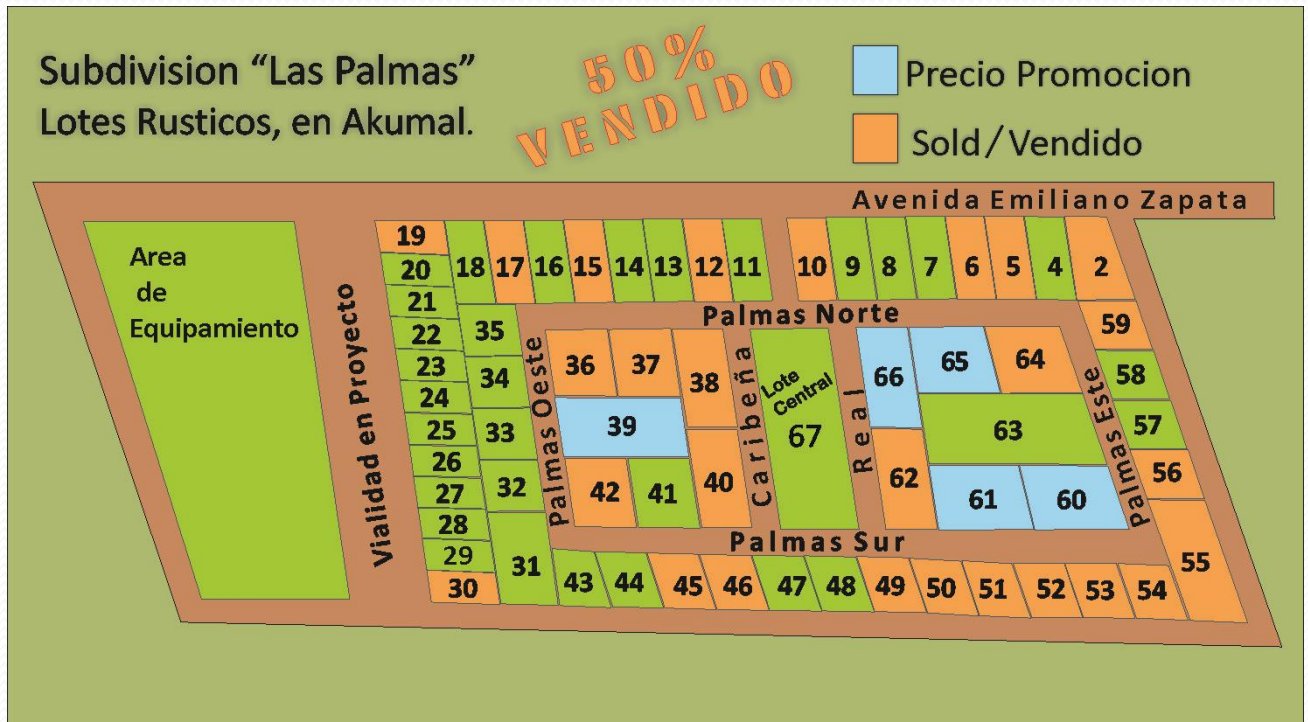 Subdivision “Las Palmas”
Lotes Rusticos, en Akumal.
50%
VENDIDO
Precio Promocion
Sold/Vendido
Avenida Emiliano Zapata
Area
de
Equipamiento
Vialidad en Proyecto
19
20
21
22
23
24
25
26
27
28
29
30
18 17 16 15 14 13 12 11
10 9 8 7 6 5 4 2
Palmas Norte
35
34
33
32
31
Palmas Oeste
36 37 38
39
42 41 40
Caribeña
Lote
Central
67
Real
66 65 64
63
62 61 60
Palmas Este
59
58
57
56
55
Palmas Sur
43 44 45 46 47 48 49 50 51 52 53 54